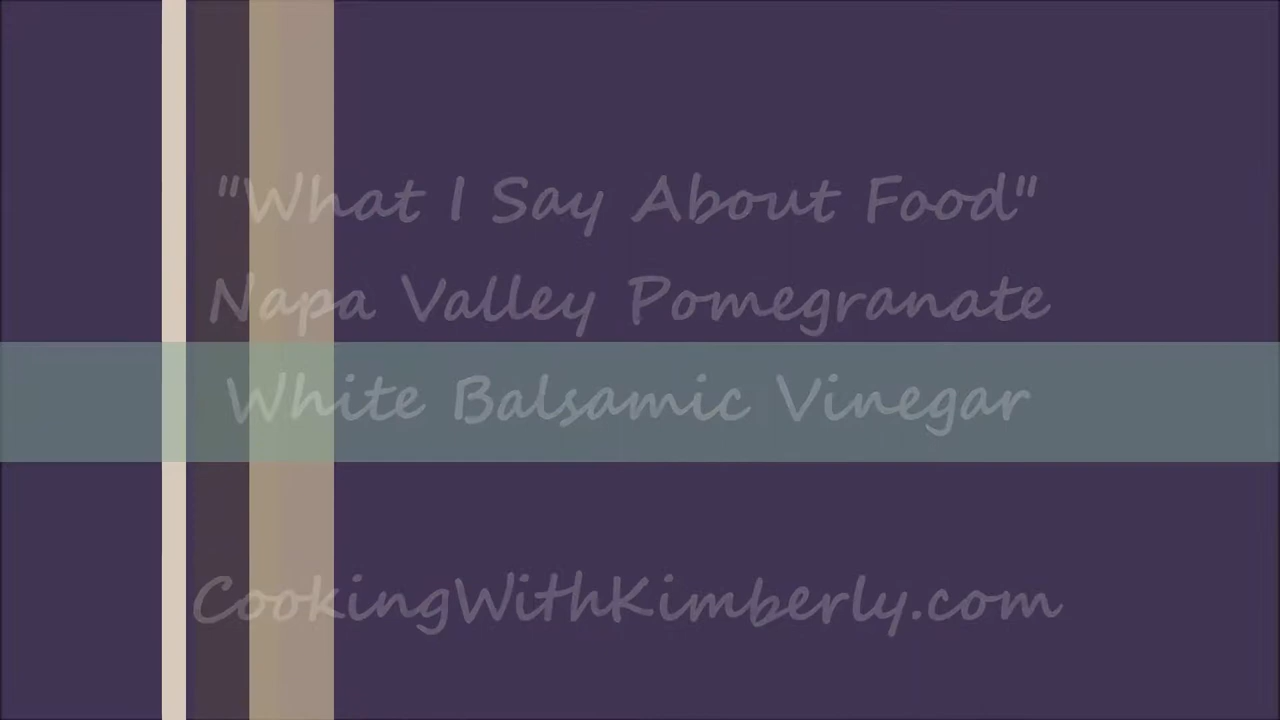 "What I Say About Food"
Napa Valley Pomegranate
White Balsamic Vinegar
CookingWithKimberly.com